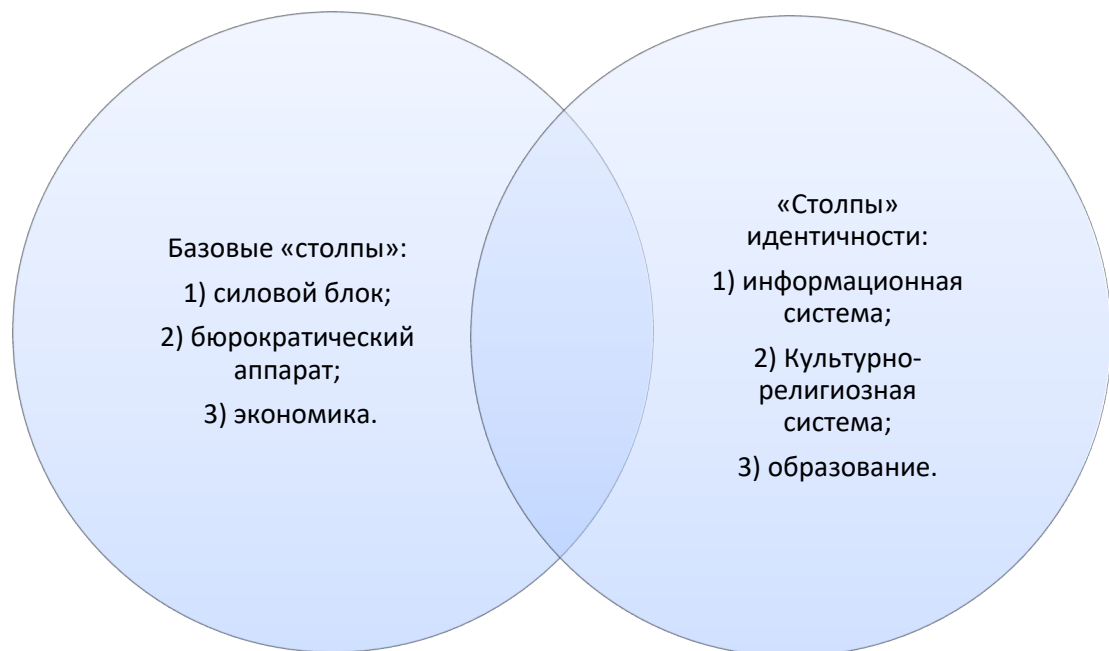 Базовые «столпы»:
1) силовой блок;
2) бюрократический
аппарат;
3) экономика.
«Столпы»
идентичности:
1) информационная
система;
2) Культурно-
религиозная
система;
3) образование.